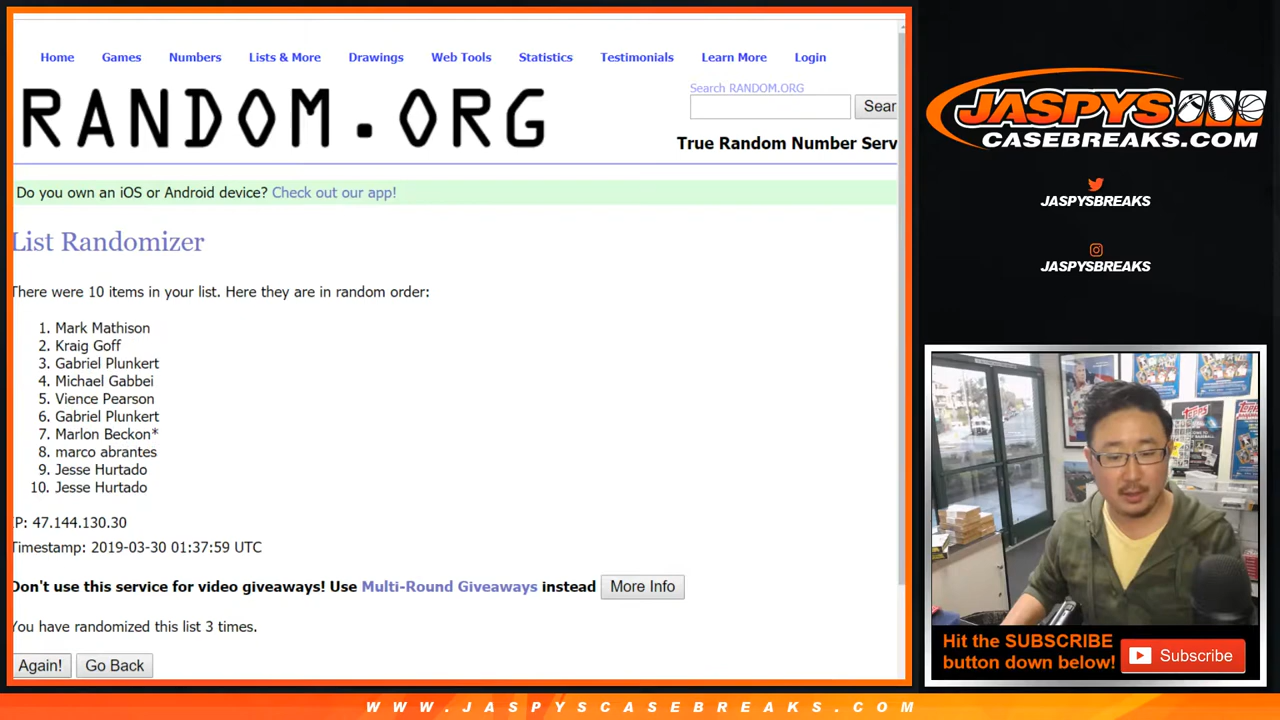 Home Games Numbers Lists & More Drawings Web Tools Statistics Testimonials Learn More Login
RANDOM.ORG
Search RANDOM.ORG
Sear
True Random Number Serv
Do you own an iOS or Android device? Check out our app!
List Randomizer
There were 10 items in your list. Here they are in random order:
1. Mark Mathison
2. Kraig Goff
3. Gabriel Plunkert
4. Michael Gabbei
5. Vience Pearson
6. Gabriel Plunkert
7. Marlon Beckon*
8. marco abrantes
9. Jesse Hurtado
10. Jesse Hurtado
IP: 47.144.130.30
Timestamp: 2019-03-30 01:37:59 UTC
Don't use this service for video giveaways! Use Multi-Round Giveaways instead More Info
You have randomized this list 3 times.
Again! Go Back
JASPYS
CASEBREAKS.COM
JASPYSBREAKS
JASPYSBREAKS
Topps
Topps
Hit the SUBSCRIBE
button down below!
Subscribe
WWW.JASPYSCASEBREAKS.COM